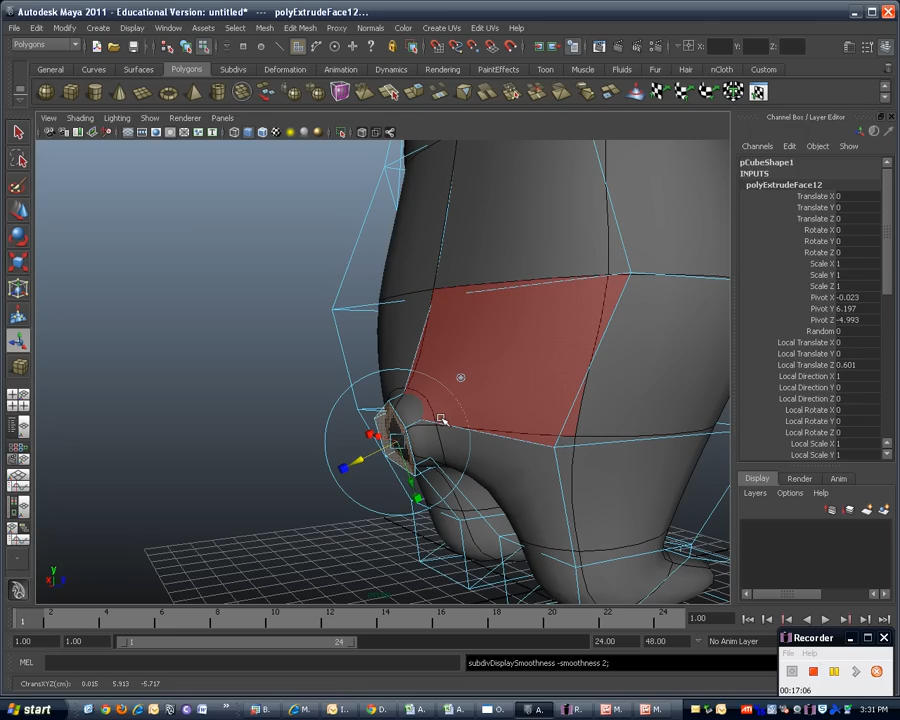 Autodesk Maya 2011 - Educational Version: untitled* --- polyExtrudeFace12...
File Edit Modify Create Display Window Assets Select Mesh Edit Mesh Proxy Normals Color Create UVs Edit UVs Help
Polygons X: Y: Z:
General Curves Surfaces Polygons Subdivs Deformation Animation Dynamics Rendering PaintEffects Toon Muscle Fluids Fur Hair nCloth Custom
View Shading Lighting Show Renderer Panels
Channel Box / Layer Editor
Channels Edit Object Show
pCubeShape1
INPUTS
polyExtrudeFace12
Translate X 0
Translate Y 0
Translate Z 0
Rotate X 0
Rotate Y 0
Rotate Z 0
Scale X 1
Scale Y 1
Scale Z 1
Pivot X -0.023
Pivot Y 6.197
Pivot Z -4.993
Random 0
Local Translate X 0
Local Translate Y 0
Local Translate Z 0.601
Local Direction X 1
Local Direction Y 0
Local Direction Z 0
Local Rotate X 0
Local Rotate Y 0
Local Rotate Z 0
Local Scale X 1
Local Scale Y 1
Display Render Anim
Layers Options Help
y
x z
persp
2 4 6 8 10 12 14 16 18 20 22 24
1 1.00
1.00 1.00 1 24 24.00 48.00 No Anim Layer
MEL subdivDisplaySmoothness -smoothness 2;
CtransXYZ(cm): 0.015 5.913 -5.717
Recorder
File Help
00:17:06
start B. M. I... D.. A... A... O. A. R. M. M. 3:31 PM